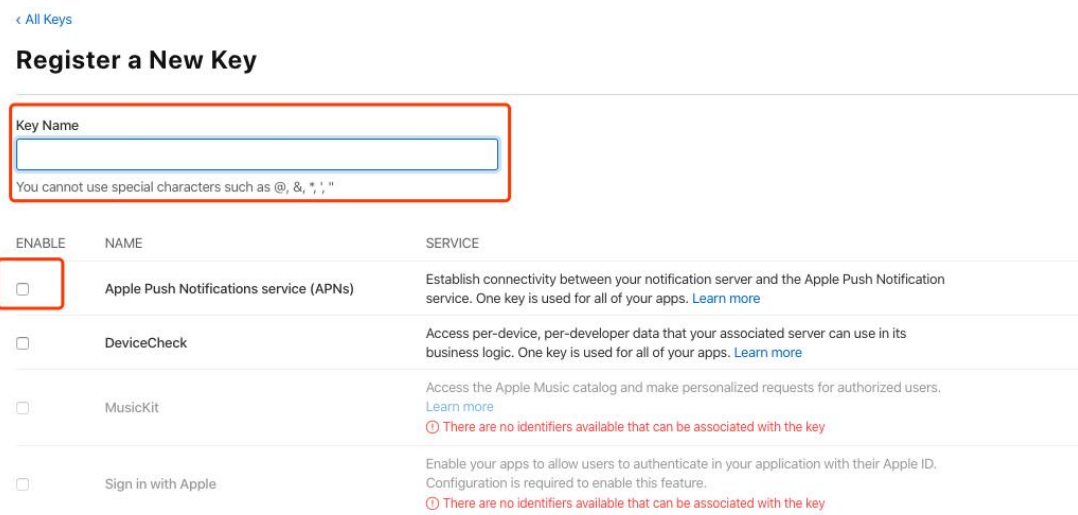 ‹ All Keys
Register a New Key
Key Name
You cannot use special characters such as @, &, *, ', "
ENABLE NAME SERVICE
Apple Push Notifications service (APNs)
Establish connectivity between your notification server and the Apple Push Notification
service. One key is used for all of your apps. Learn more
DeviceCheck
Access per-device, per-developer data that your associated server can use in its
business logic. One key is used for all of your apps. Learn more
MusicKit
Access the Apple Music catalog and make personalized requests for authorized users.
Learn more
There are no identifiers available that can be associated with the key
Sign in with Apple
Enable your apps to allow users to authenticate in your application with their Apple ID.
Configuration is required to enable this feature.
There are no identifiers available that can be associated with the key